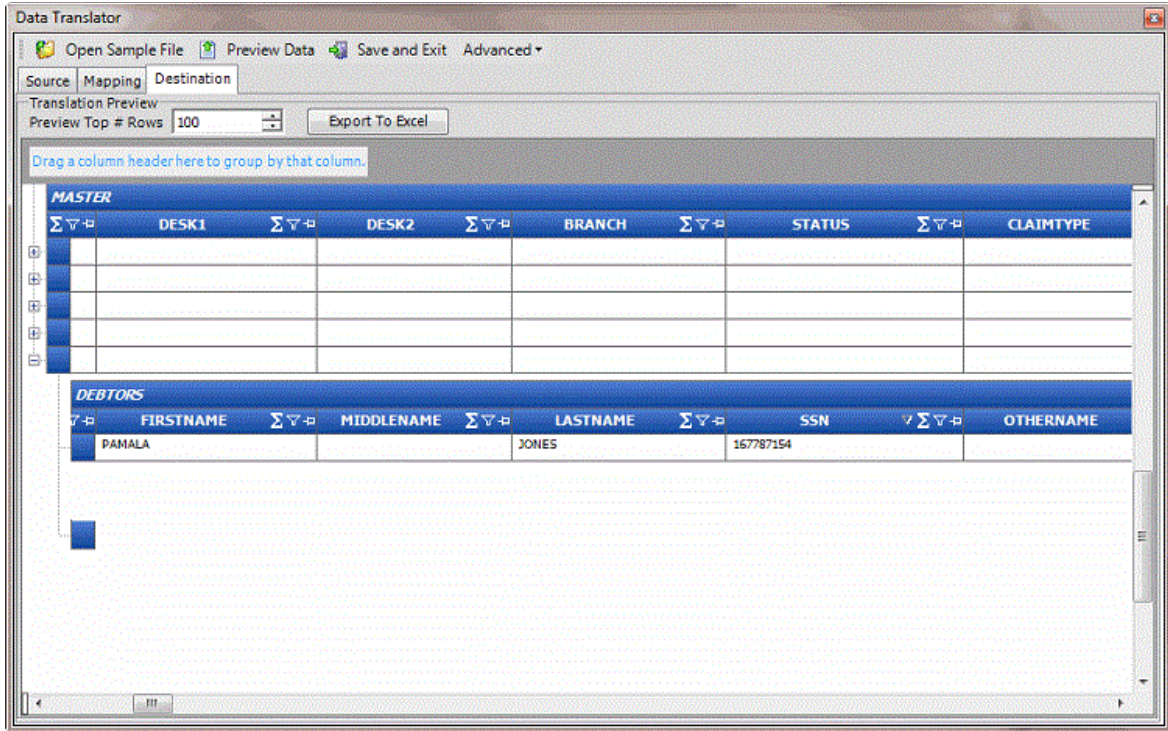 Data Translator
Open Sample File Preview Data Save and Exit Advanced
Source Mapping Destination
Translation Preview
Preview Top # Rows 100 Export To Excel
Drag a column header here to group by that column.
MASTER
DESK1 DESK2 BRANCH STATUS CLAIMTYPE
DEBTORS
FIRSTNAME MIDDLENAME LASTNAME SSN OTHERNAME
PAMALA JONES 167787154